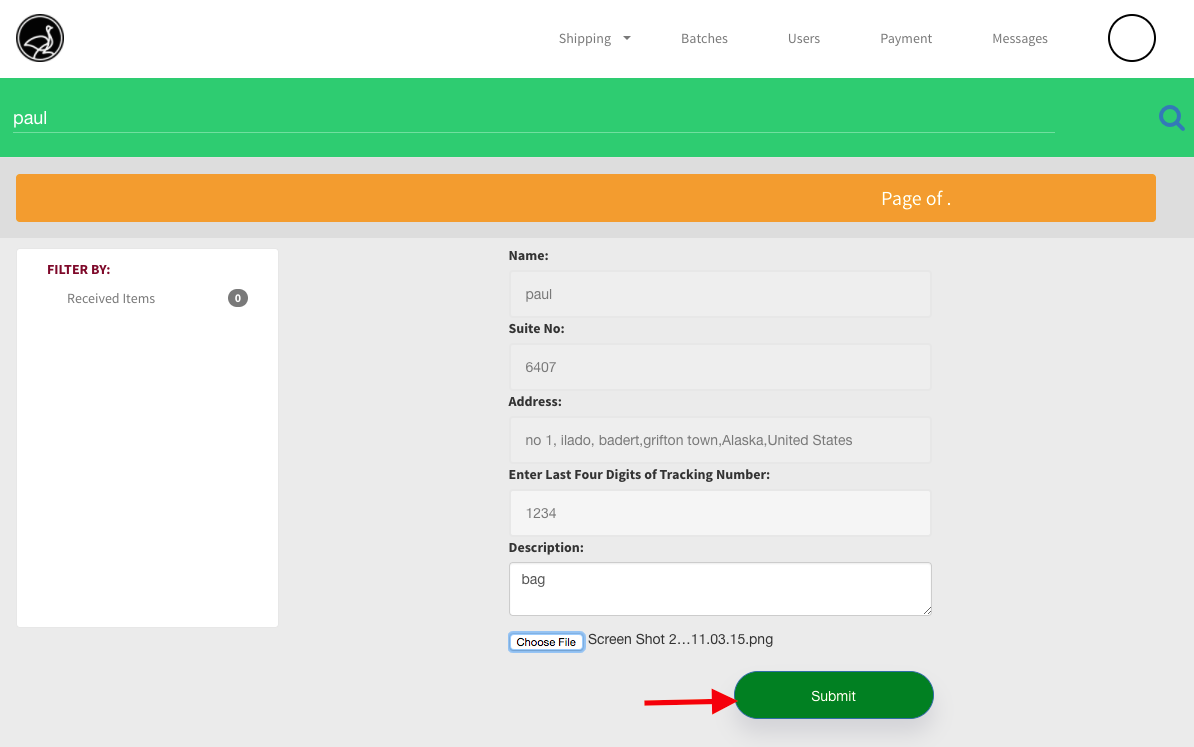 Shipping Batches Users Payment Messages
paul
Page of .
FILTER BY:
Received Items 0
Name:
paul
Suite No:
6407
Address:
no 1, ilado, badert,grifton town,Alaska,United States
Enter Last Four Digits of Tracking Number:
1234
Description:
bag
Choose File Screen Shot 2...11.03.15.png
Submit